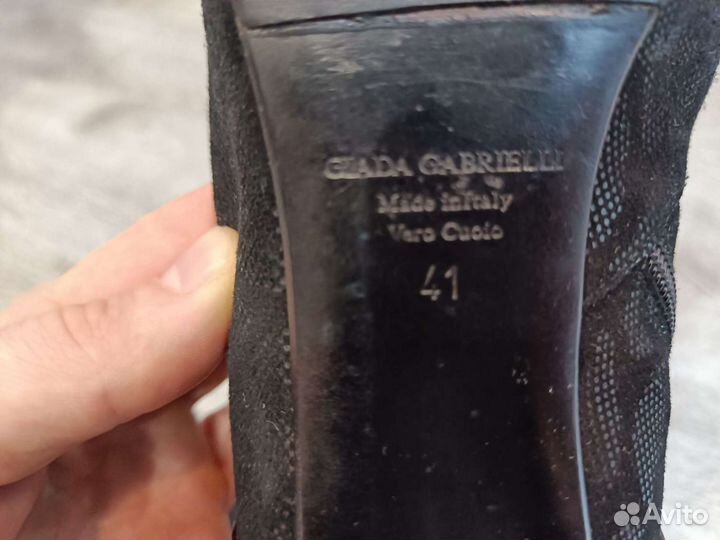 GIADA GABRIELLI
Made in Italy
Vero Cuoio
41
Avito